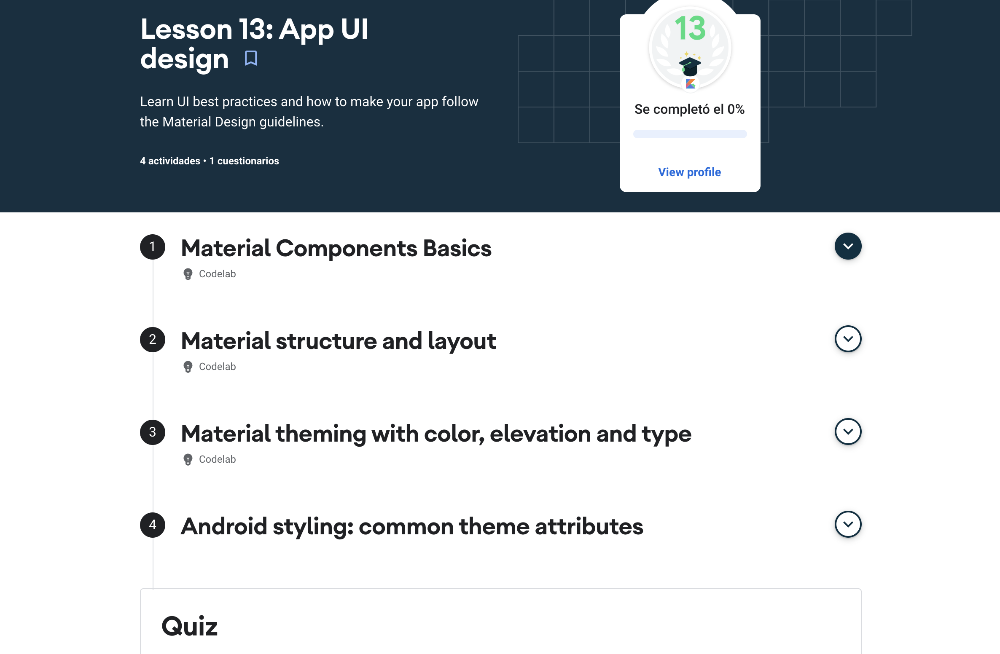 Lesson 13: App UI
design
Learn UI best practices and how to make your app follow
the Material Design guidelines.
4 actividades • 1 cuestionarios
13
Se completó el 0%
View profile
1
Material Components Basics
Codelab
2
Material structure and layout
Codelab
3
Material theming with color, elevation and type
Codelab
4
Android styling: common theme attributes
Quiz